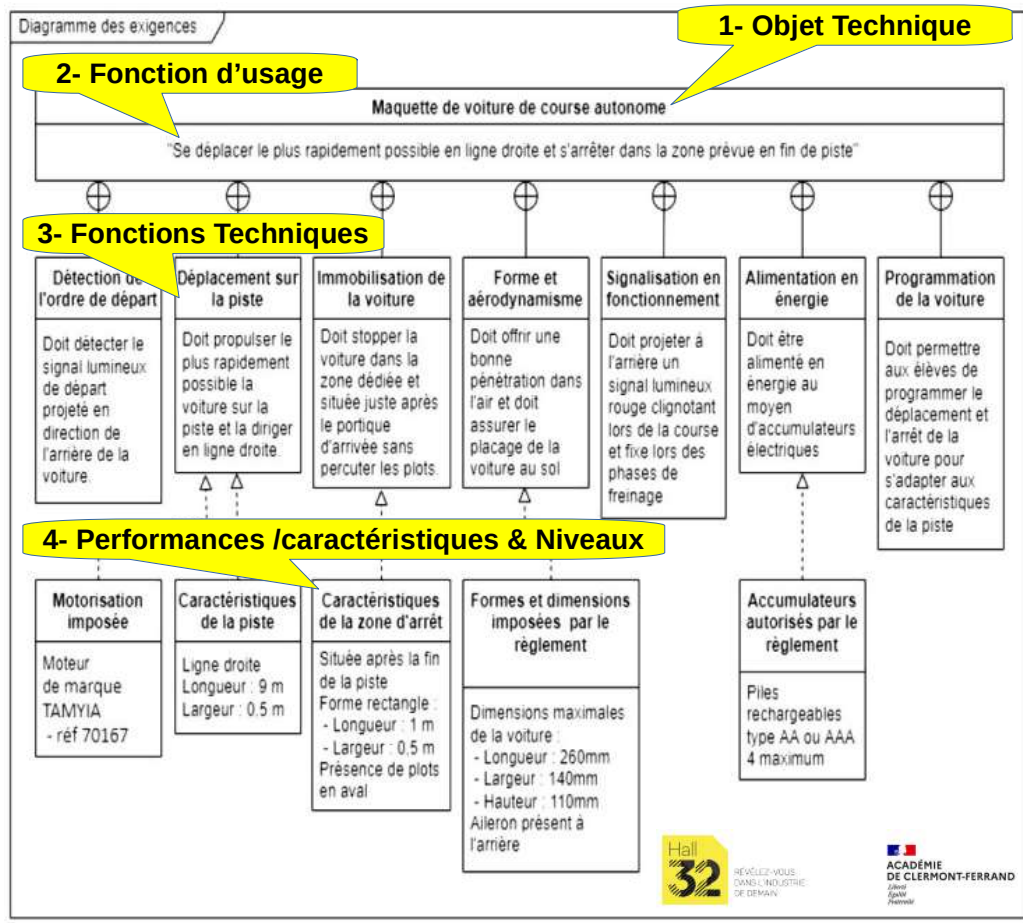 Diagramme des exigences
1- Objet Technique
2- Fonction d’usage
Maquette de voiture de course autonome
"Se déplacer le plus rapidement possible en ligne droite et s'arrêter dans la zone prévue en fin de piste"
3- Fonctions Techniques
Détection de
l'ordre de départ
Doit détecter le
signal lumineux
de départ
projeté en
direction de
l'arrière de la
voiture.
Déplacement sur
la piste
Doit propulser le
plus rapidement
possible la
voiture sur la
piste et la diriger
en ligne droite.
Immobilisation de
la voiture
Doit stopper la
voiture dans la
zone dédiée et
située juste après
le portique
d'arrivée sans
percuter les plots.
Forme et
aérodynamisme
Doit offrir une
bonne
pénétration dans
l'air et doit
assurer le
placage de la
voiture au sol
Signalisation en
fonctionnement
Doit projeter à
l'arrière un
signal lumineux
rouge clignotant
lors de la course
et fixe lors des
phases de
freinage
Alimentation en
énergie
Doit être
alimenté en
énergie au
moyen
d'accumulateurs
électriques
Programmation
de la voiture
Doit permettre
aux élèves de
programmer le
déplacement et
l'arrêt de la
voiture pour
s'adapter aux
caractéristiques
de la piste
4- Performances /caractéristiques & Niveaux
Motorisation
imposée
Moteur
de marque
TAMYIA
- réf 70167
Caractéristiques
de la piste
Ligne droite
Longueur : 9 m
Largeur : 0.5 m
Caractéristiques
de la zone d'arrêt
Située après la fin
de la piste
Forme rectangle :
- Longueur : 1 m
- Largeur : 0,5 m
Présence de plots
en aval
Formes et dimensions
imposées par le
règlement
Dimensions maximales
de la voiture :
- Longueur : 260mm
- Largeur : 140mm
- Hauteur : 110mm
Aileron présent à
l'arrière
Accumulateurs
autorisés par le
règlement
Piles
rechargeables
type AA ou AAA
4 maximum
Hall
32
RÉVÉLEZ-VOUS
DANS L'INDUSTRIE
DE DEMAIN
ACADÉMIE
DE CLERMONT-FERRAND
Liberté
Égalité
Fraternité